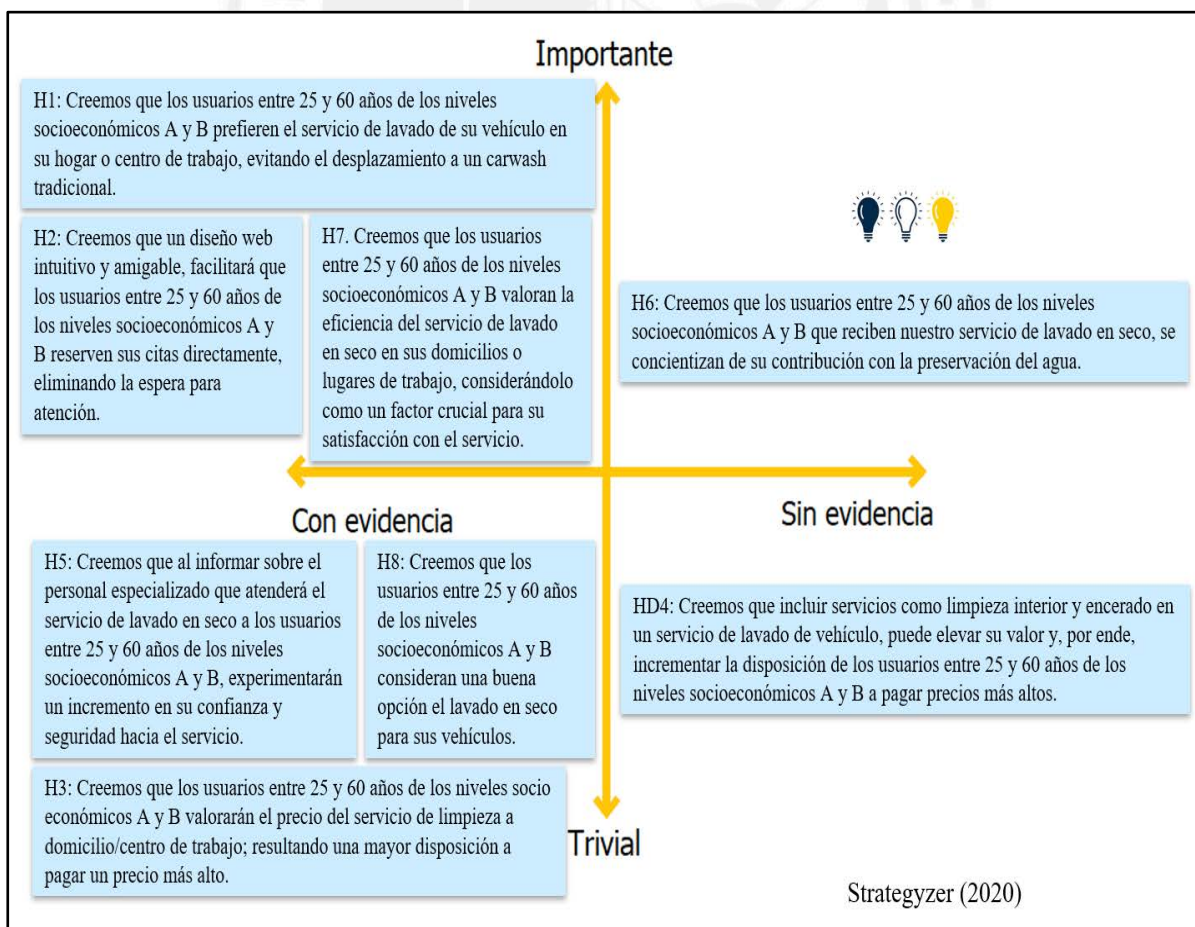 Importante
H1: Creemos que los usuarios entre 25 y 60 años de los niveles
socioeconómicos A y B prefieren el servicio de lavado de su vehículo en
su hogar o centro de trabajo, evitando el desplazamiento a un carwash
tradicional.
H2: Creemos que un diseño web
intuitivo y amigable, facilitará que
los usuarios entre 25 y 60 años de
los niveles socioeconómicos A y
B reserven sus citas directamente,
eliminando la espera para
atención.
H7. Creemos que los usuarios
entre 25 y 60 años de los niveles
socioeconómicos A y B valoran la
eficiencia del servicio de lavado
en seco en sus domicilios o
lugares de trabajo, considerándolo
como un factor crucial para su
satisfacción con el servicio.
H6: Creemos que los usuarios entre 25 y 60 años de los niveles
socioeconómicos A y B que reciben nuestro servicio de lavado en seco, se
concientizan de su contribución con la preservación del agua.
Con evidencia
Sin evidencia
H5: Creemos que al informar sobre el
personal especializado que atenderá el
servicio de lavado en seco a los usuarios
entre 25 y 60 años de los niveles
socioeconómicos A y B, experimentarán
un incremento en su confianza y
seguridad hacia el servicio.
H8: Creemos que los
usuarios entre 25 y 60 años
de los niveles
socioeconómicos A y B
consideran una buena
opción el lavado en seco
para sus vehículos.
HD4: Creemos que incluir servicios como limpieza interior y encerado en
un servicio de lavado de vehículo, puede elevar su valor y, por ende,
incrementar la disposición de los usuarios entre 25 y 60 años de los
niveles socioeconómicos A y B a pagar precios más altos.
H3: Creemos que los usuarios entre 25 y 60 años de los niveles socio
económicos A y B valorarán el precio del servicio de limpieza a
domicilio/centro de trabajo; resultando una mayor disposición a
pagar un precio más alto.
Trivial
Strategyzer (2020)